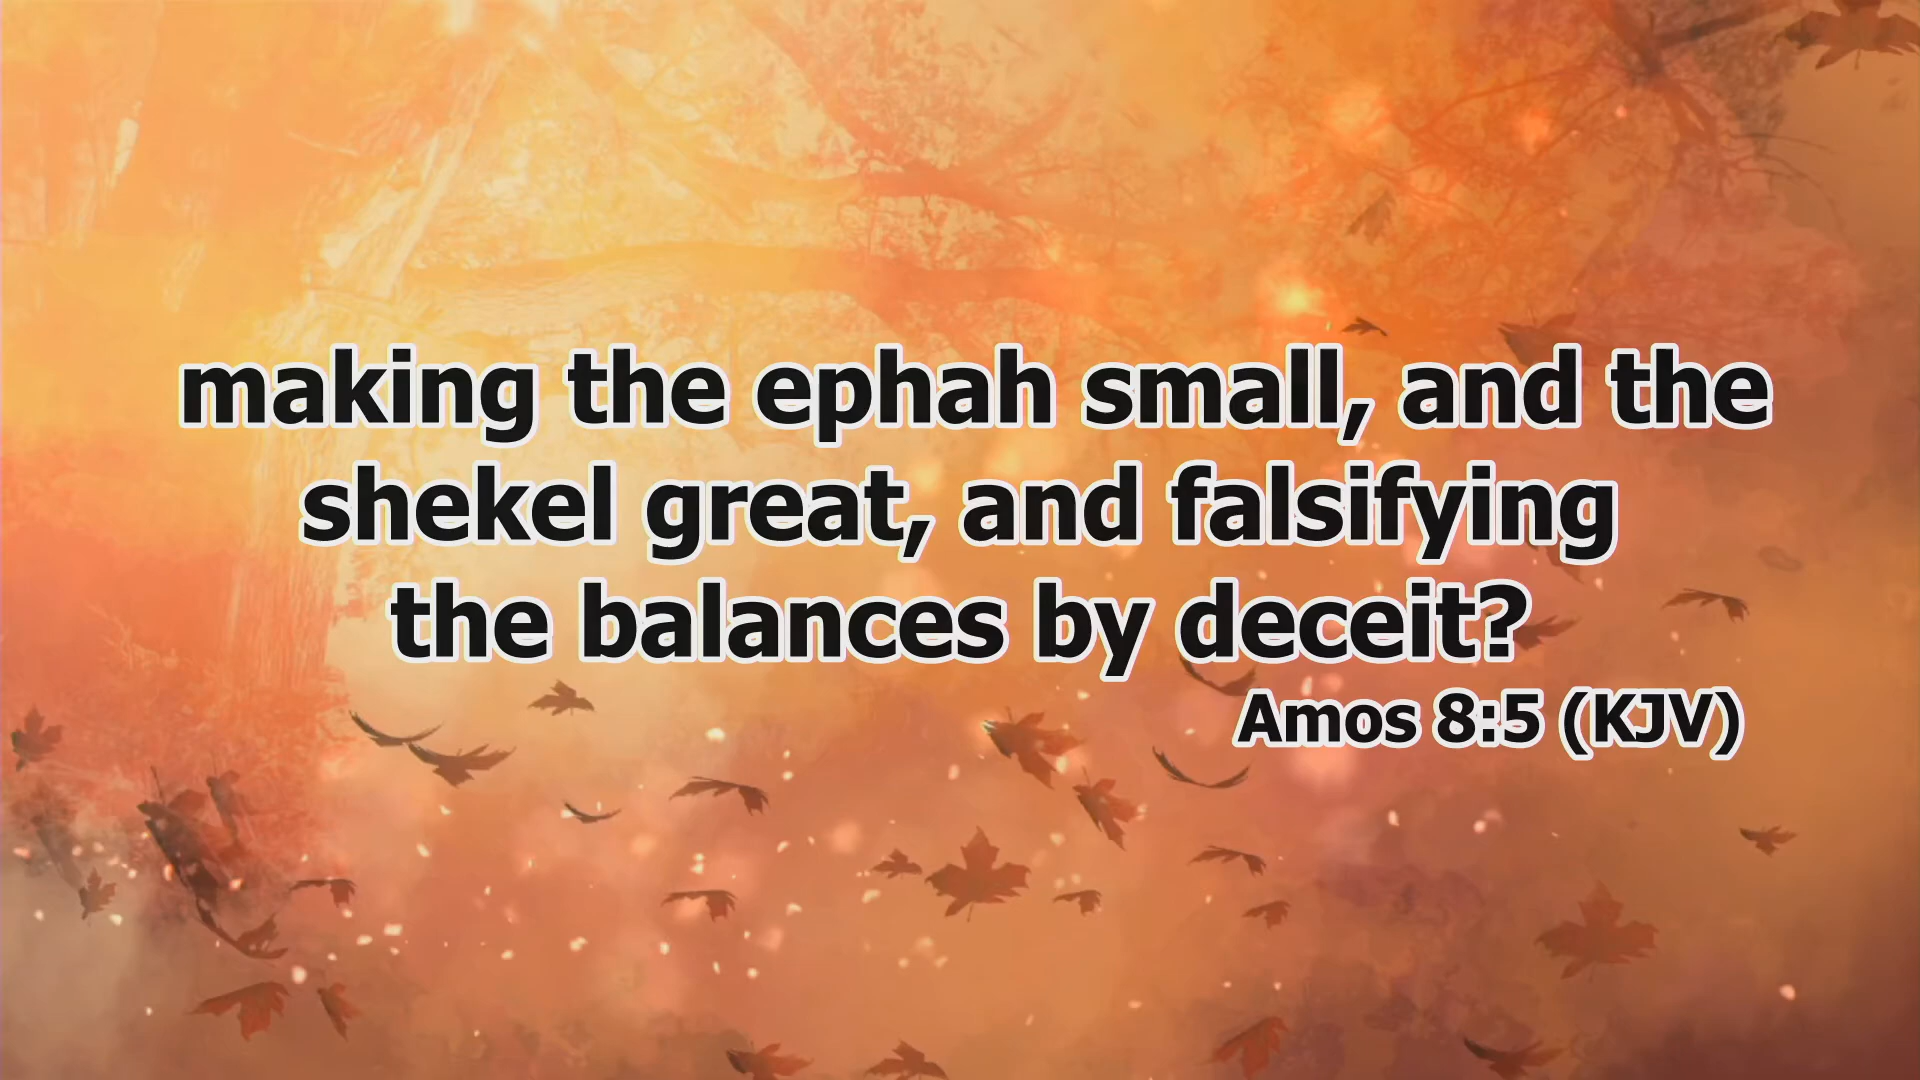 making the ephah small, and the
shekel great, and falsifying
the balances by deceit?
Amos 8:5 (KJV)